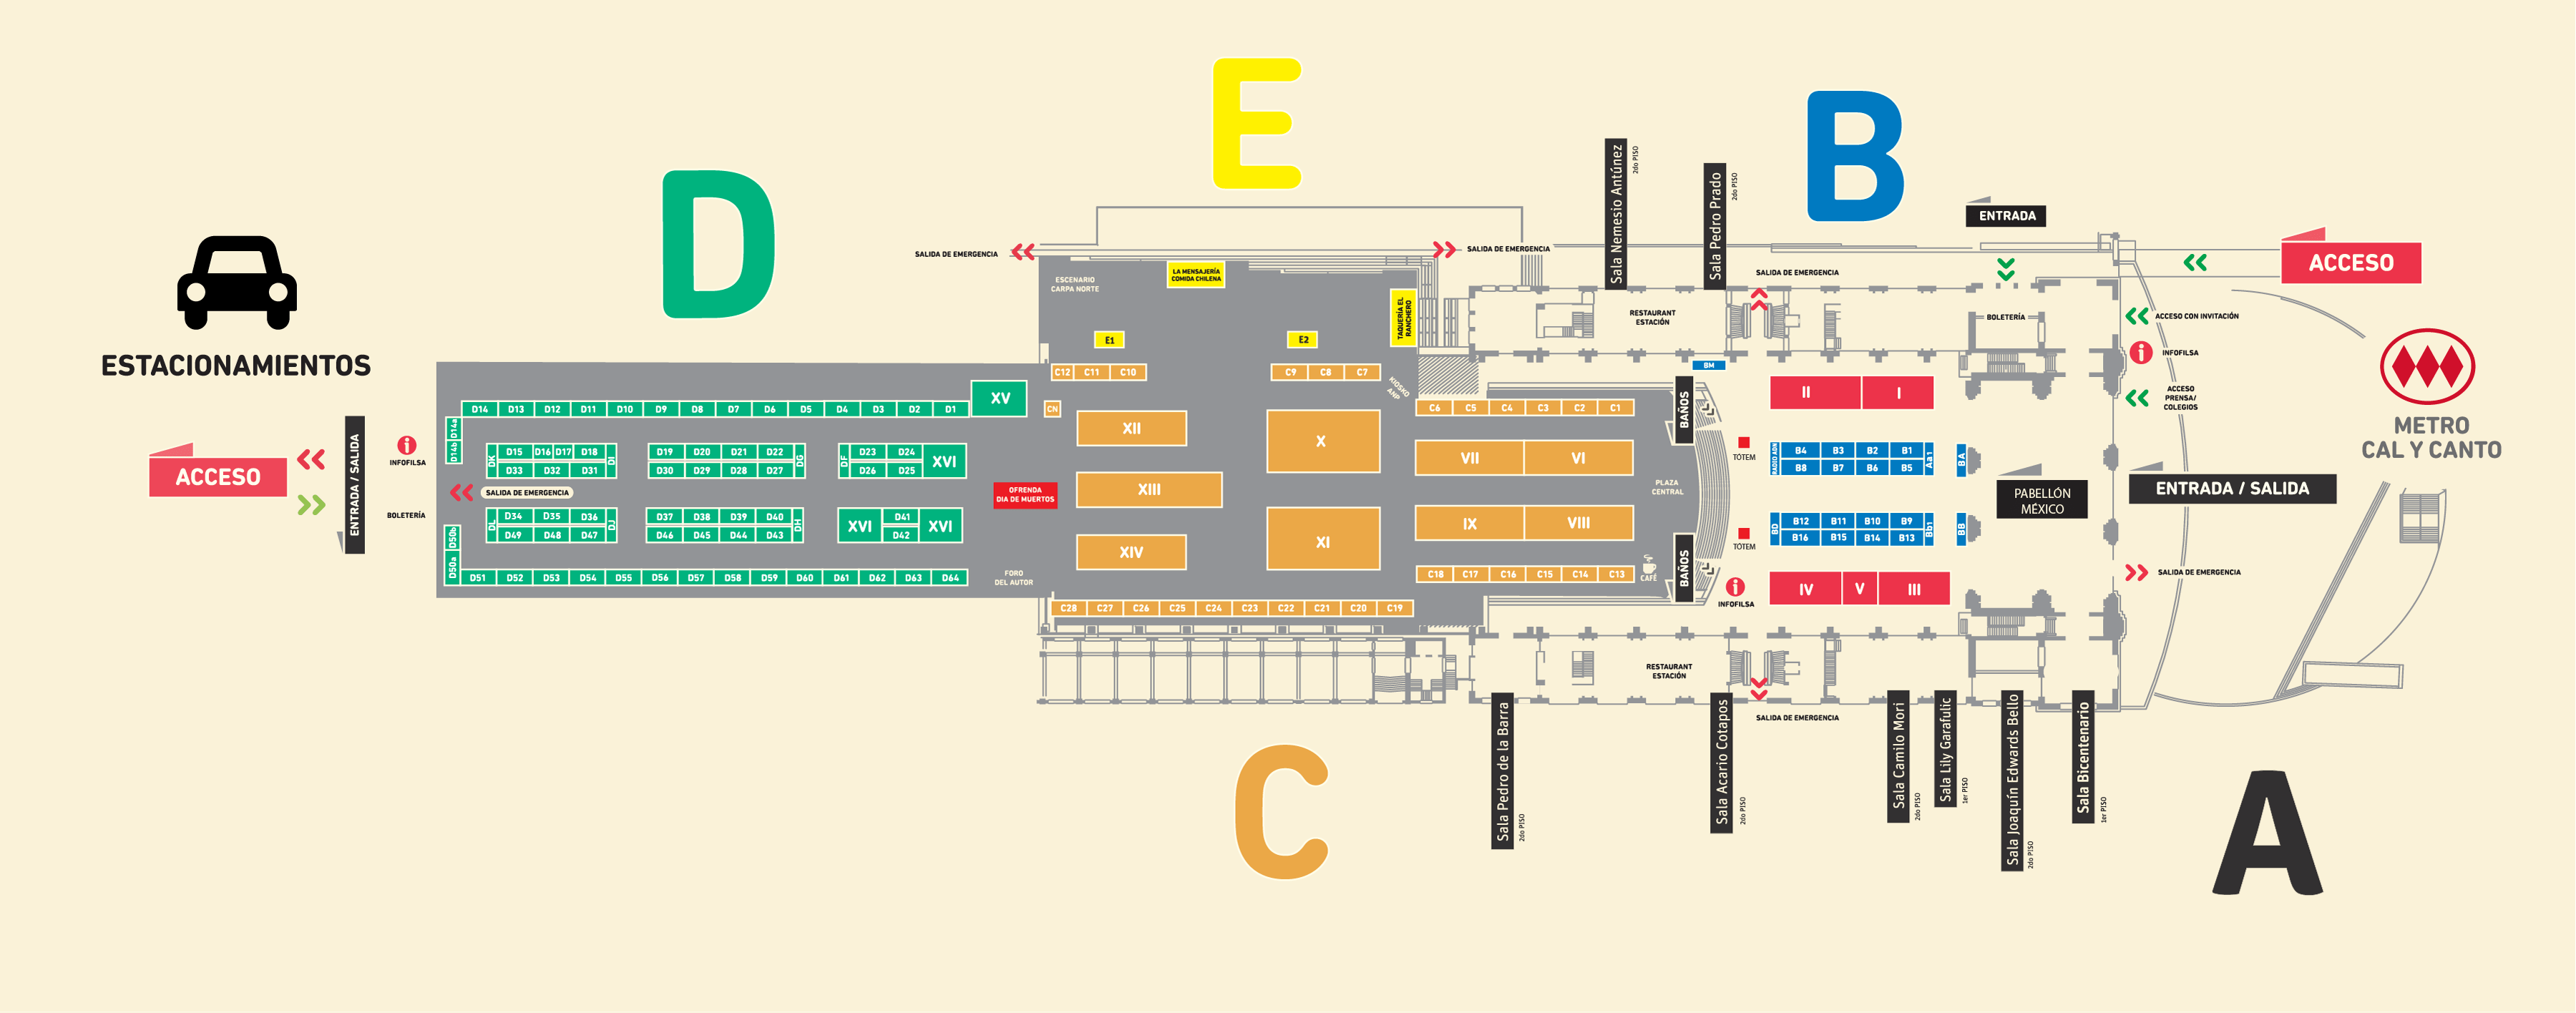 E
B
D
Sala Nemesio Antúnez
2do PISO
Sala Pedro Prado
2do PISO
ENTRADA
ACCESO
SALIDA DE EMERGENCIA
SALIDA DE EMERGENCIA
SALIDA DE EMERGENCIA
ESCENARIO
CARPA NORTE
LA MENSAJERÍA
COMIDA CHILENA
TAQUERÍA EL
RANCHERO
RESTAURANT
ESTACIÓN
BOLETERÍA
ACCESO CON INVITACIÓN
INFOFILSA
ACCESO
PRENSA/
COLEGIOS
METRO
CAL Y CANTO
ESTACIONAMIENTOS
E1
E2
C12 C11 C10
C9 C8 C7
KIOSKO
ANP
BM
II I
XV
CN
D14 D13 D12 D11 D10 D9 D8 D7 D6 D5 D4 D3 D2 D1
C6 C5 C4 C3 C2 C1
BAÑOS
D14a
D14b
XII
X
VII VI
TÓTEM
ENTRADA / SALIDA
ACCESO
INFOFILSA
DK
D15 D16 D17 D18
D33 D32 D31
DI
D19 D20 D21 D22
D30 D29 D28 D27
DG
DF
D23 D24
D26 D25
XVI
RADIO ADN
B4 B3 B2 B1
B8 B7 B6 B5
Aa1
BA
SALIDA DE EMERGENCIA
OFRENDA
DIA DE MUERTOS
XIII
PLAZA
CENTRAL
PABELLÓN
MÉXICO
ENTRADA / SALIDA
BOLETERÍA
DL
D34 D35 D36
D49 D48 D47
DJ
D37 D38 D39 D40
D46 D45 D44 D43
DH
XVI
D41
D42
XVI
XI
IX VIII
TÓTEM
BD
B12 B11 B10 B9
B16 B15 B14 B13
Bb1
BB
D50b
D50a
XIV
BAÑOS
CAFÉ
D51 D52 D53 D54 D55 D56 D57 D58 D59 D60 D61 D62 D63 D64
FORO
DEL AUTOR
C18 C17 C16 C15 C14 C13
INFOFILSA
IV V III
SALIDA DE EMERGENCIA
C28 C27 C26 C25 C24 C23 C22 C21 C20 C19
RESTAURANT
ESTACIÓN
SALIDA DE EMERGENCIA
Sala Pedro de la Barra
2do PISO
Sala Acario Cotapos
2do PISO
Sala Camilo Mori
2do PISO
Sala Lily Garafulic
1er PISO
Sala Joaquín Edwards Bello
2do PISO
Sala Bicentenario
1er PISO
C
A